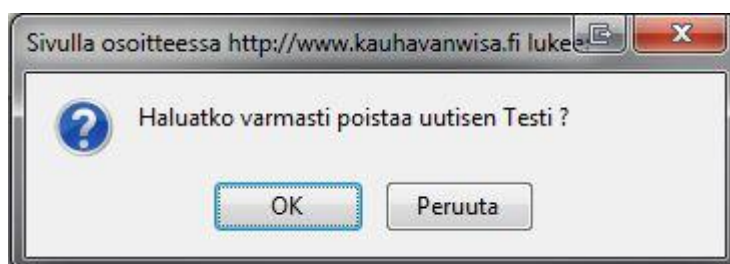 Sivulla osoitteessa http://www.kauhavanwisa.fi lukee
Haluatko varmasti poistaa uutisen Testi ?
OK
Peruuta